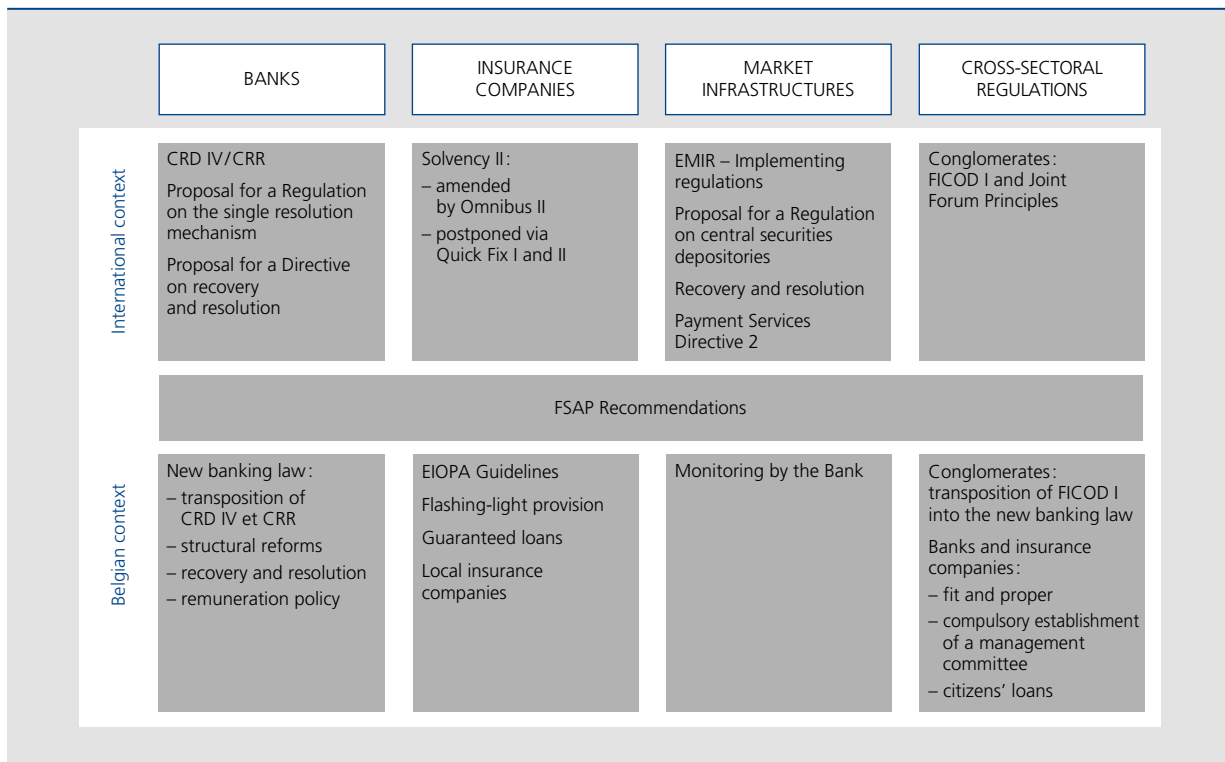 BANKS
INSURANCE
COMPANIES
MARKET
INFRASTRUCTURES
CROSS-SECTORAL
REGULATIONS
International context
CRD IV/CRR
Proposal for a Regulation
on the single resolution
mechanism
Proposal for a Directive
on recovery
and resolution
Solvency II :
– amended
by Omnibus II
– postponed via
Quick Fix I and II
EMIR – Implementing
regulations
Proposal for a Regulation
on central securities
depositories
Recovery and resolution
Payment Services
Directive 2
Conglomerates :
FICOD I and Joint
Forum Principles
FSAP Recommendations
Belgian context
New banking law :
– transposition of
CRD IV et CRR
– structural reforms
– recovery and resolution
– remuneration policy
EIOPA Guidelines
Flashing-light provision
Guaranteed loans
Local insurance
companies
Monitoring by the Bank
Conglomerates :
transposition of FICOD I
into the new banking law
Banks and insurance
companies :
– fit and proper
– compulsory establishment
of a management
committee
– citizens’ loans